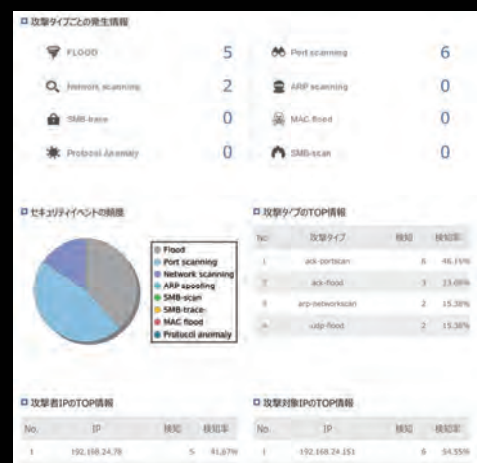 攻撃タイプごとの発生情報
FLOOD 5
Port scanning 6
Network scanning 2
ARP spoofing 0
SMB-trace 0
MAC flood 0
Protocol Anomaly 0
SMB-scan 0
セキュリティイベントの頻度
Flood
Port scanning
Network scanning
ARP spoofing
SMB-scan
SMB-trace
MAC flood
Protocol anomaly
攻撃タイプのTOP情報
No. 攻撃タイプ 検知 検知率
1 ack-portscan 6 46.15%
2 ack-flood 3 23.08%
3 arp-networkscan 2 15.38%
4 udp-flood 2 15.38%
攻撃者IPのTOP情報
No. IP 検知 検知率
1 192.168.24.78 5 41.67%
攻撃対象IPのTOP情報
No. IP 検知 検知率
1 192.168.24.151 6 54.55%